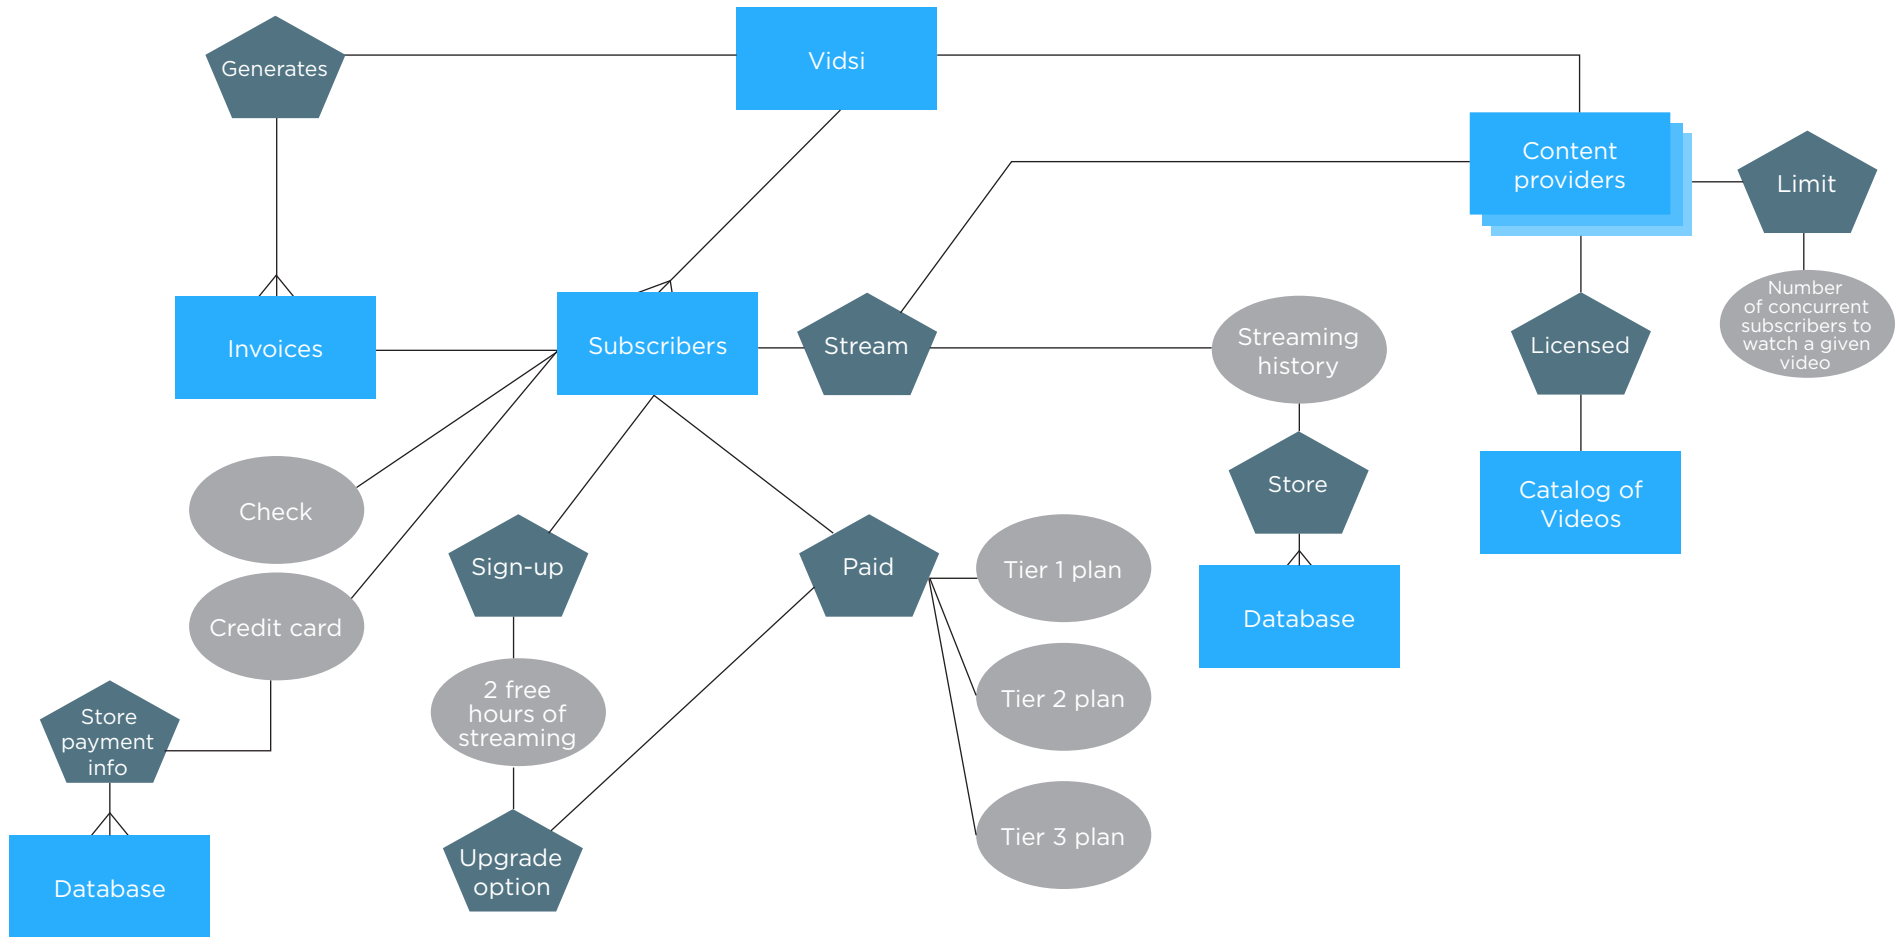 Vidsi
Generates
Content
providers
Limit
Number
of concurrent
subscribers to
watch a given
video
Invoices
Subscribers
Stream
Streaming
history
Licensed
Check
Sign-up
Paid
Tier 1 plan
Store
Catalog of
Videos
Credit card
Database
2 free
hours of
streaming
Tier 2 plan
Store
payment
info
Upgrade
option
Tier 3 plan
Database